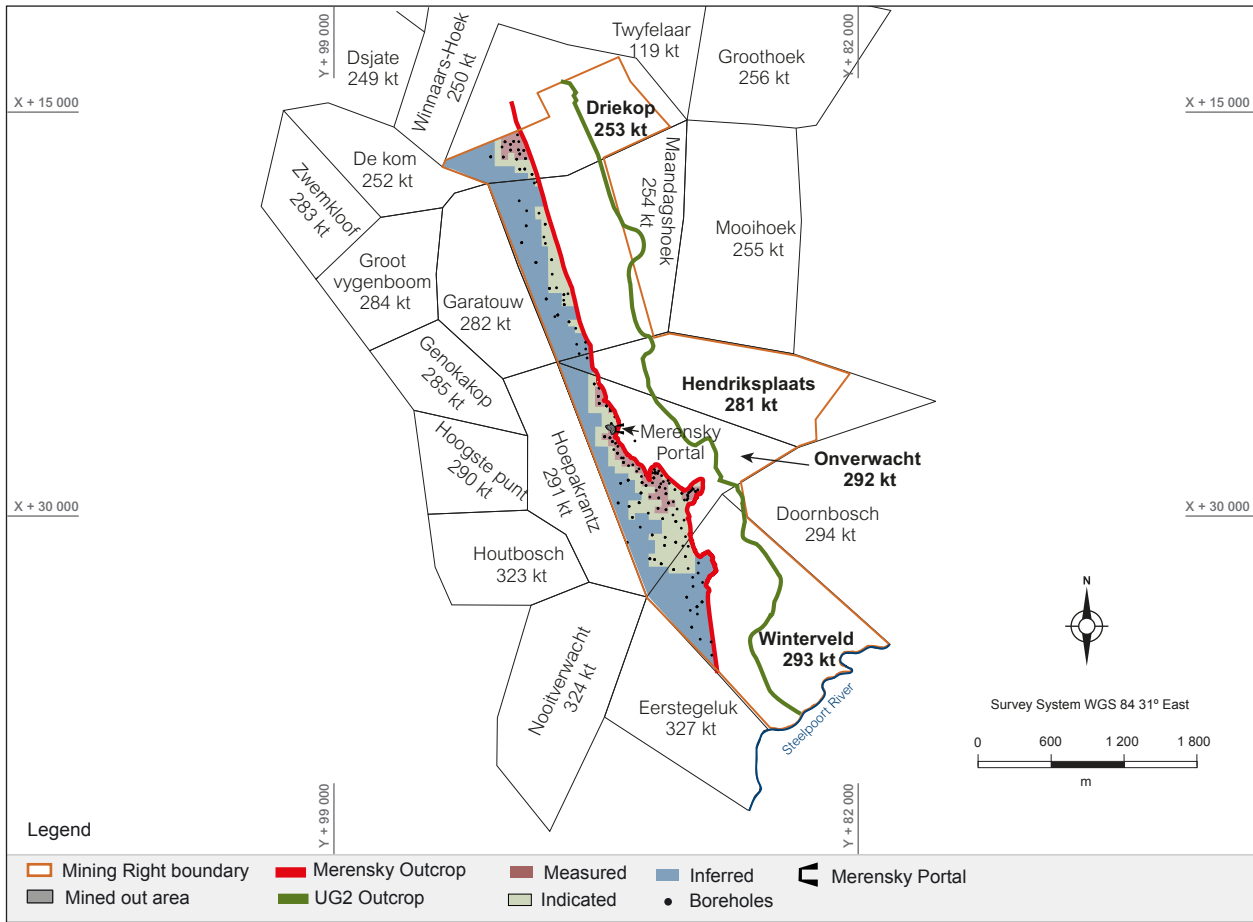 Y + 99 000
Y + 82 000
X + 15 000
X + 15 000
Dsjate
249 kt
Winnaars-Hoek
250 kt
Twyfelaar
119 kt
Groothoek
256 kt
Driekop
253 kt
De kom
252 kt
Zwemkloof
283 kt
Maandagshoek
254 kt
Mooihoek
255 kt
Groot
vygenboom
284 kt
Garatouw
282 kt
Genokakop
285 kt
Hendriksplaats
281 kt
Merensky
Portal
Hoogste punt
290 kt
Hoepakrantz
291 kt
Onverwacht
292 kt
X + 30 000
X + 30 000
Doornbosch
294 kt
Houtbosch
323 kt
N
Winterveld
293 kt
Nooitverwacht
324 kt
Eerstegeluk
327 kt
Steelpoort River
Survey System WGS 84 31º East
0 600 1 200 1 800
m
Y + 99 000
Y + 82 000
Legend
Mining Right boundary Merensky Outcrop Measured Inferred Merensky Portal
Mined out area UG2 Outcrop Indicated Boreholes